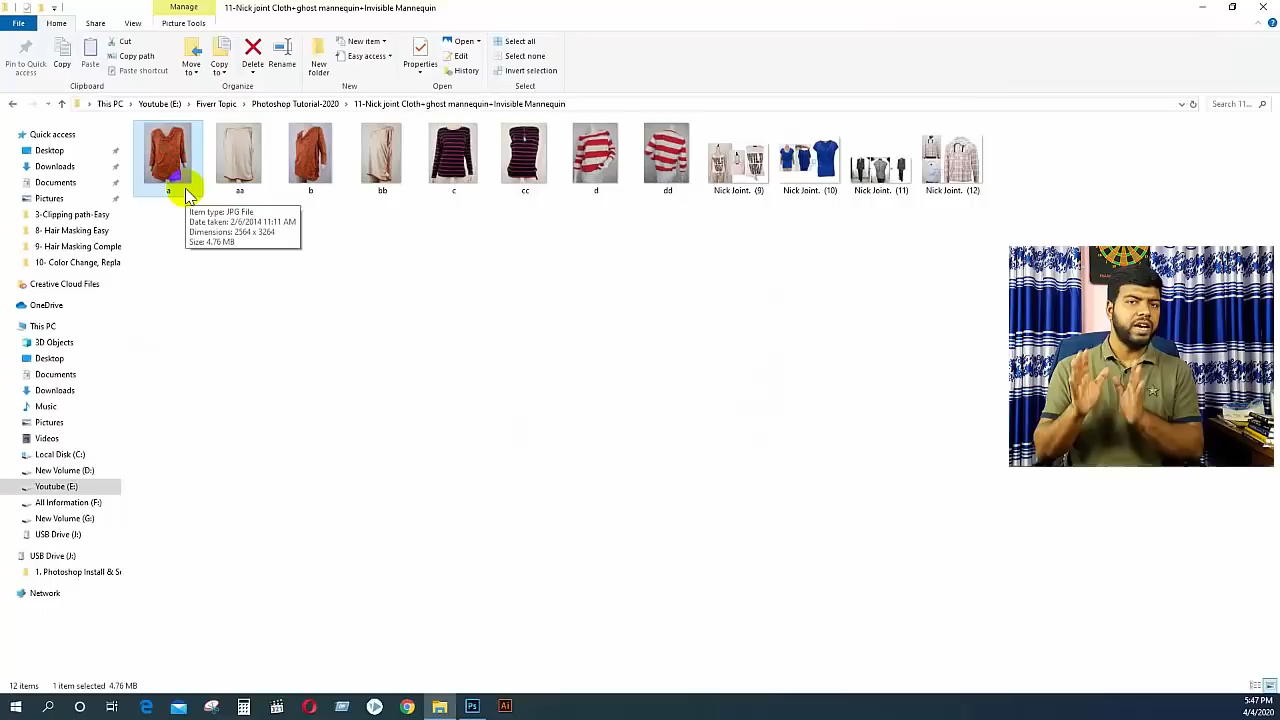 Manage
11-Nick joint Cloth+ghost mannequin+Invisible Mannequin
File
Home
Share
View
Picture Tools
Pin to Quick access
Copy
Paste
Cut
Copy path
Paste shortcut
Clipboard
Move to
Copy to
Delete
Rename
Organize
New folder
New item
Easy access
New
Properties
Open
Edit
History
Open
Select all
Select none
Invert selection
Select
This PC
Youtube (E:)
Fiverr Topic
Photoshop Tutorial-2020
11-Nick joint Cloth+ghost mannequin+Invisible Mannequin
Search 11...
Quick access
Desktop
Downloads
Documents
Pictures
3-Clipping path-Easy
8- Hair Masking Easy
9- Hair Masking Comple
10- Color Change, Repla
Creative Cloud Files
OneDrive
This PC
3D Objects
Desktop
Documents
Downloads
Music
Pictures
Videos
Local Disk (C:)
New Volume (D:)
Youtube (E:)
All Information (F:)
New Volume (G:)
USB Drive (J:)
USB Drive (J:)
1. Photoshop Install & Se
Network
a
aa
b
bb
c
cc
d
dd
Nick Joint. (9)
Nick Joint. (10)
Nick Joint. (11)
Nick Joint. (12)
Item type: JPG File
Date taken: 2/6/2014 11:11 AM
Dimensions: 2564 x 3264
Size: 4.76 MB
12 items
1 item selected 4.76 MB
Ps
Ai
5:47 PM
4/4/2020